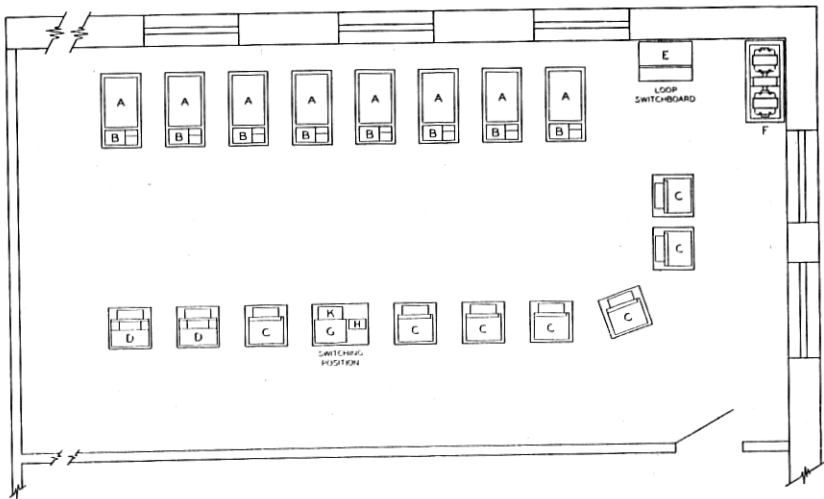 E
LOOP
SWITCHBOARD
F
A A A A A A A A
B B B B B B B B
C
C
D D C K G H C C C C
SWITCHING
POSITION